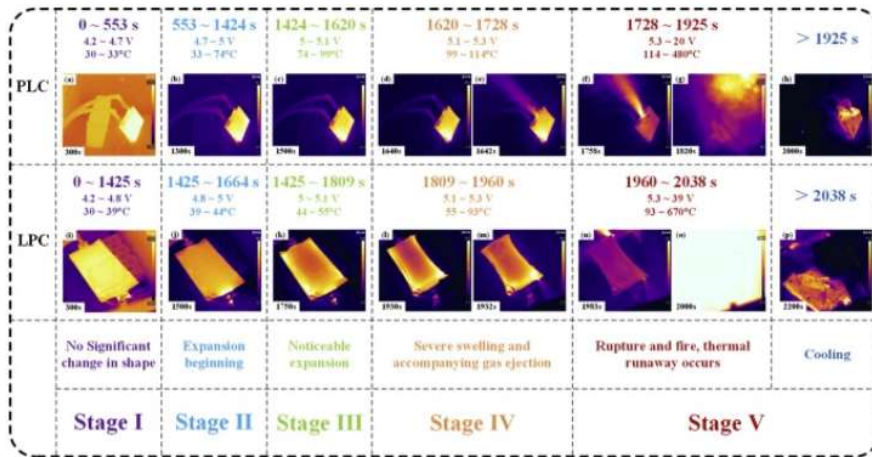 0 ~ 553 s
4.2 ~ 4.7 V
30 ~ 33°C
553 ~ 1424 s
4.7 ~ 5 V
33 ~ 74°C
1424 ~ 1620 s
5 ~ 5.1 V
74 ~ 99°C
1620 ~ 1728 s
5.1 ~ 5.3 V
99 ~ 114°C
1728 ~ 1925 s
5.3 ~ 20 V
114 ~ 480°C
> 1925 s
PLC
(a)
300s
(b)
1300s
(c)
1500s
(d)
1640s
(e)
1642s
(f)
1758s
(g)
1820s
(h)
2000s
0 ~ 1425 s
4.2 ~ 4.8 V
30 ~ 39°C
1425 ~ 1664 s
4.8 ~ 5 V
39 ~ 44°C
1425 ~ 1809 s
5 ~ 5.1 V
44 ~ 55°C
1809 ~ 1960 s
5.1 ~ 5.3 V
55 ~ 93°C
1960 ~ 2038 s
5.3 ~ 39 V
93 ~ 670°C
> 2038 s
LPC
(i)
300s
(j)
1500s
(k)
1750s
(l)
1930s
(m)
1932s
(n)
1983s
(o)
2000s
(p)
2200s
No Significant
change in shape
Expansion
beginning
Noticeable
expansion
Severe swelling and
accompanying gas ejection
Rupture and fire, thermal
runaway occurs
Cooling
Stage I
Stage II
Stage III
Stage IV
Stage V